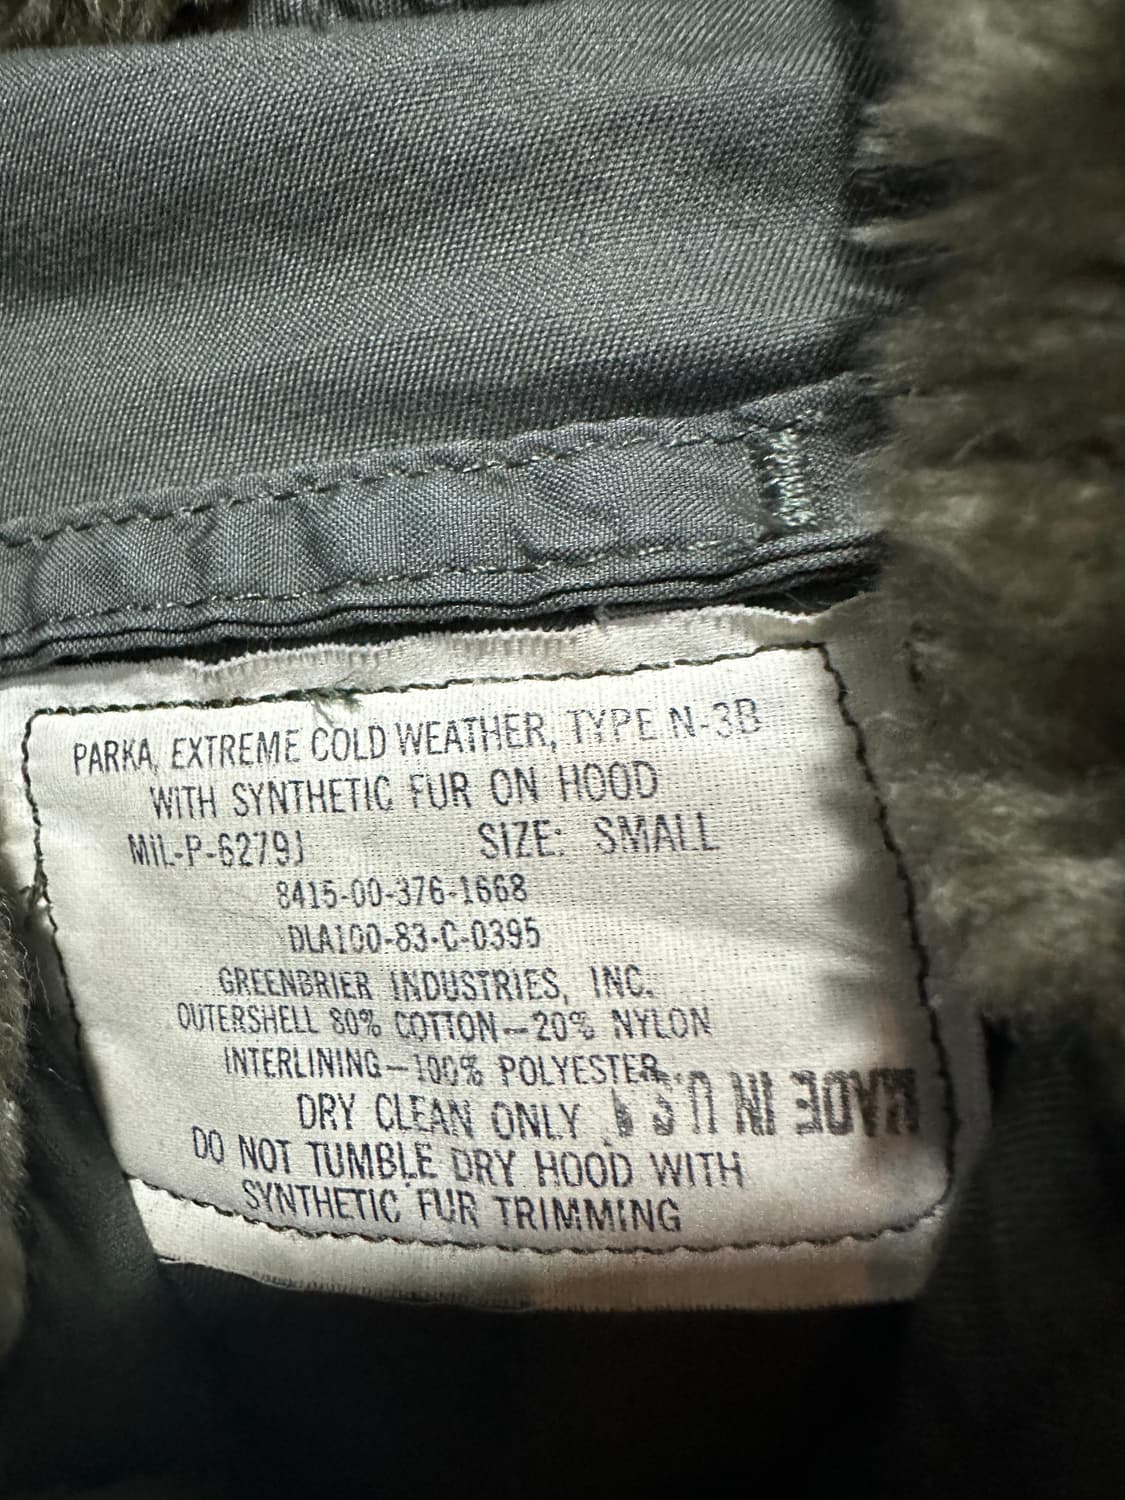 PARKA, EXTREME COLD WEATHER, TYPE N-3B
WITH SYNTHETIC FUR ON HOOD
MIL-P-6279J SIZE: SMALL
8415-00-376-1668
DLA100-83-C-0395
GREENBRIER INDUSTRIES, INC.
OUTERSHELL 80% COTTON-20% NYLON
INTERLINING-100% POLYESTER
DRY CLEAN ONLY
MADE IN U S A
DO NOT TUMBLE DRY HOOD WITH
SYNTHETIC FUR TRIMMING